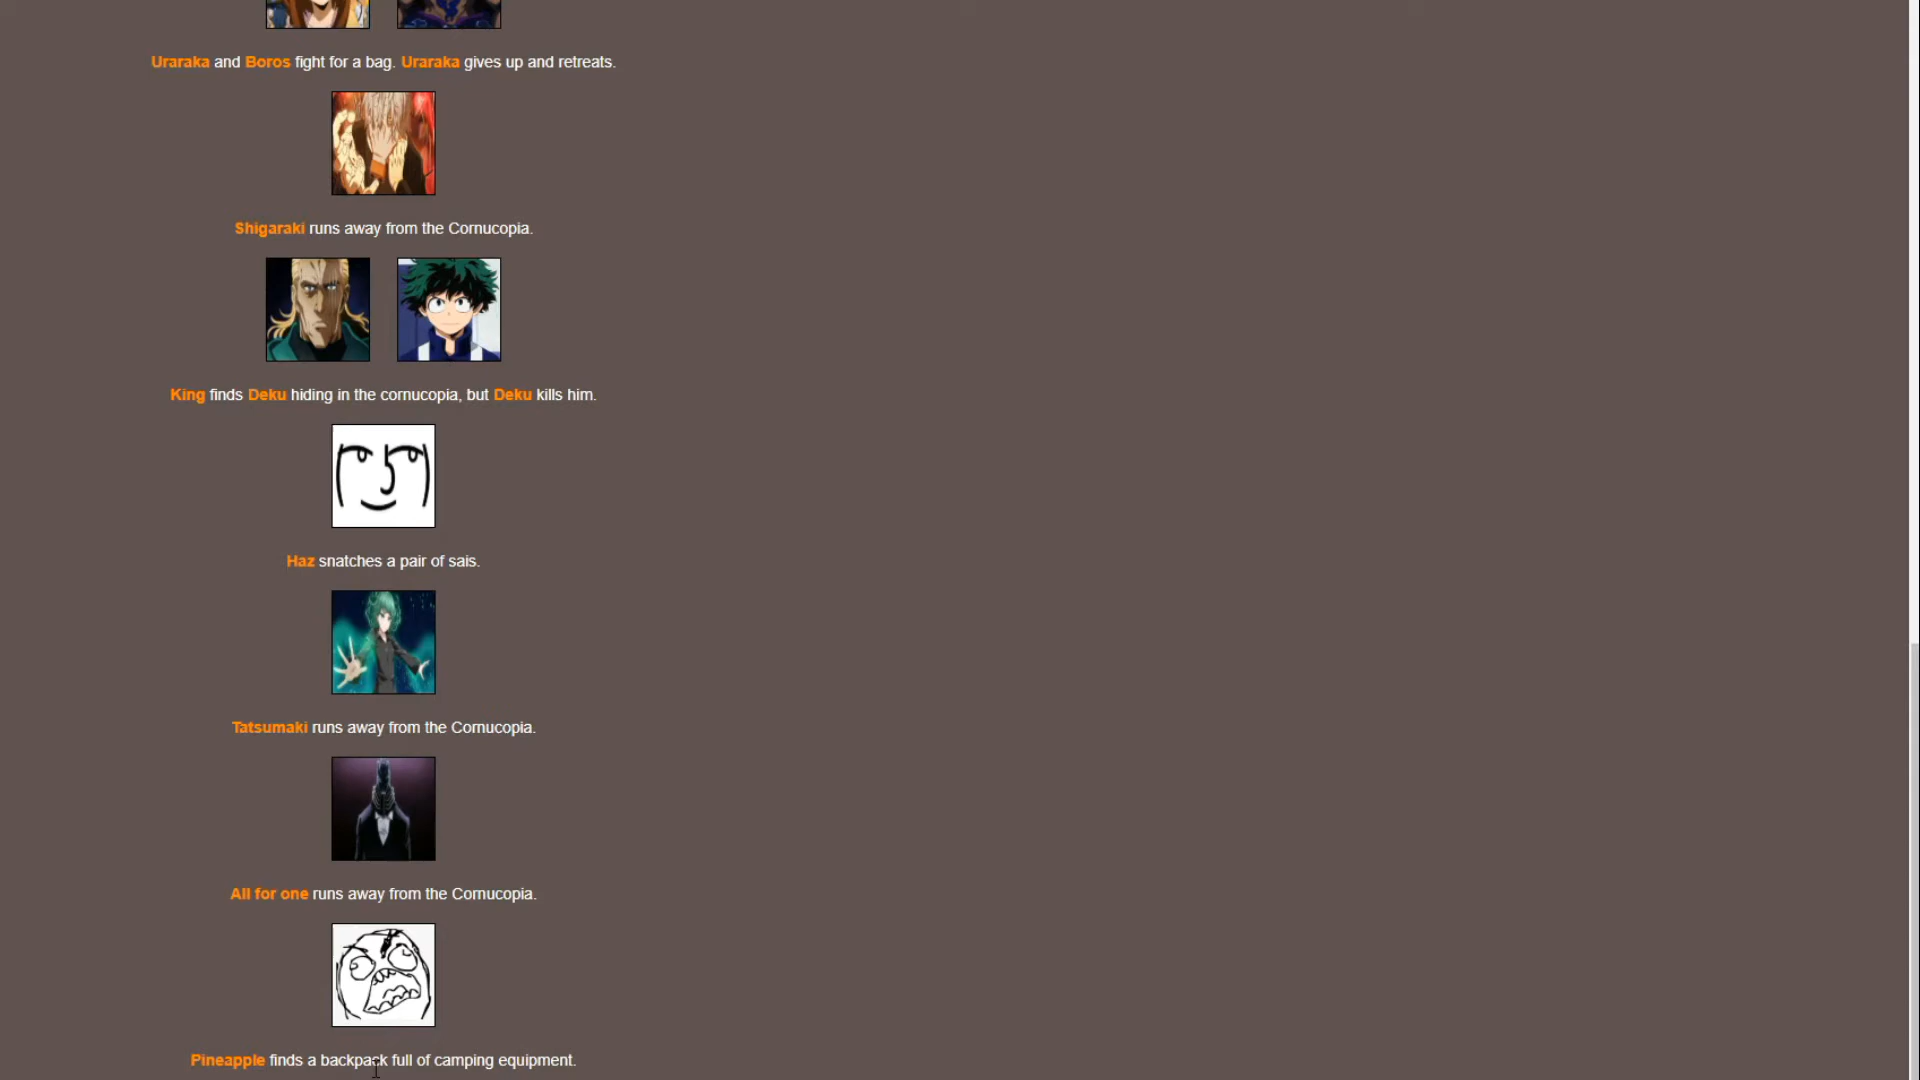 Uraraka and Boros fight for a bag. Uraraka gives up and retreats.
Shigaraki runs away from the Cornucopia.
King finds Deku hiding in the cornucopia, but Deku kills him.
Haz snatches a pair of sais.
Tatsumaki runs away from the Cornucopia.
All for one runs away from the Cornucopia.
Pineapple finds a backpack full of camping equipment.